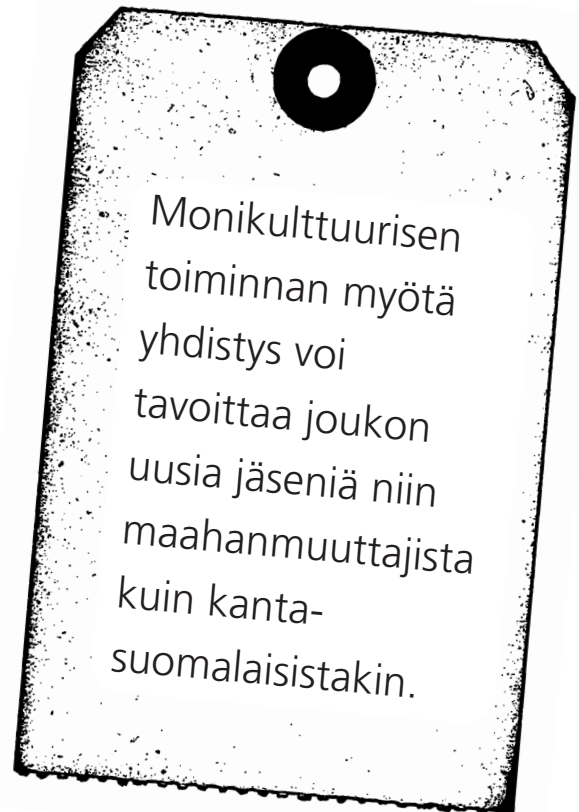 Monikulttuurisen
toiminnan myötä
yhdistys voi
tavoittaa joukon
uusia jäseniä niin
maahanmuuttajista
kuin kanta-
suomalaisistakin.